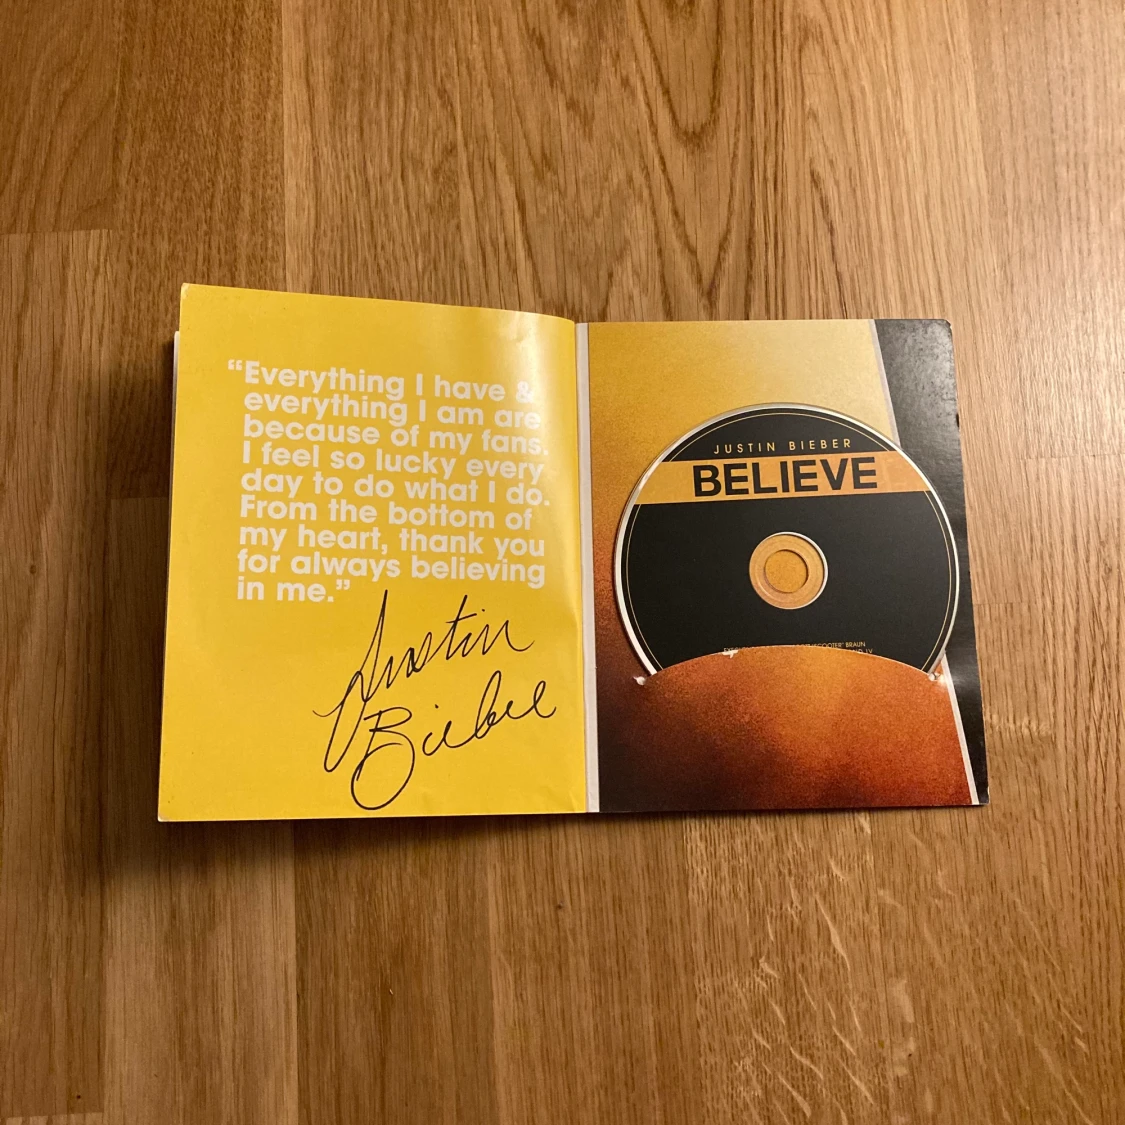 “Everything I have &
everything I am are
because of my fans.
I feel so lucky every
day to do what I do.
From the bottom of
my heart, thank you
for always believing
in me.”
Justin
Bieber
JUSTIN BIEBER
BELIEVE
BRAUN